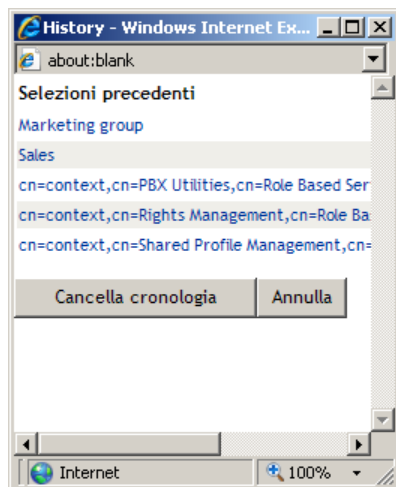 History - Windows Internet Ex...
about:blank
Selezioni precedenti
Marketing group
Sales
cn=context,cn=PBX Utilities,cn=Role Based Ser
cn=context,cn=Rights Management,cn=Role Ba
cn=context,cn=Shared Profile Management,cn=
Cancella cronologia Annulla
Internet 100%